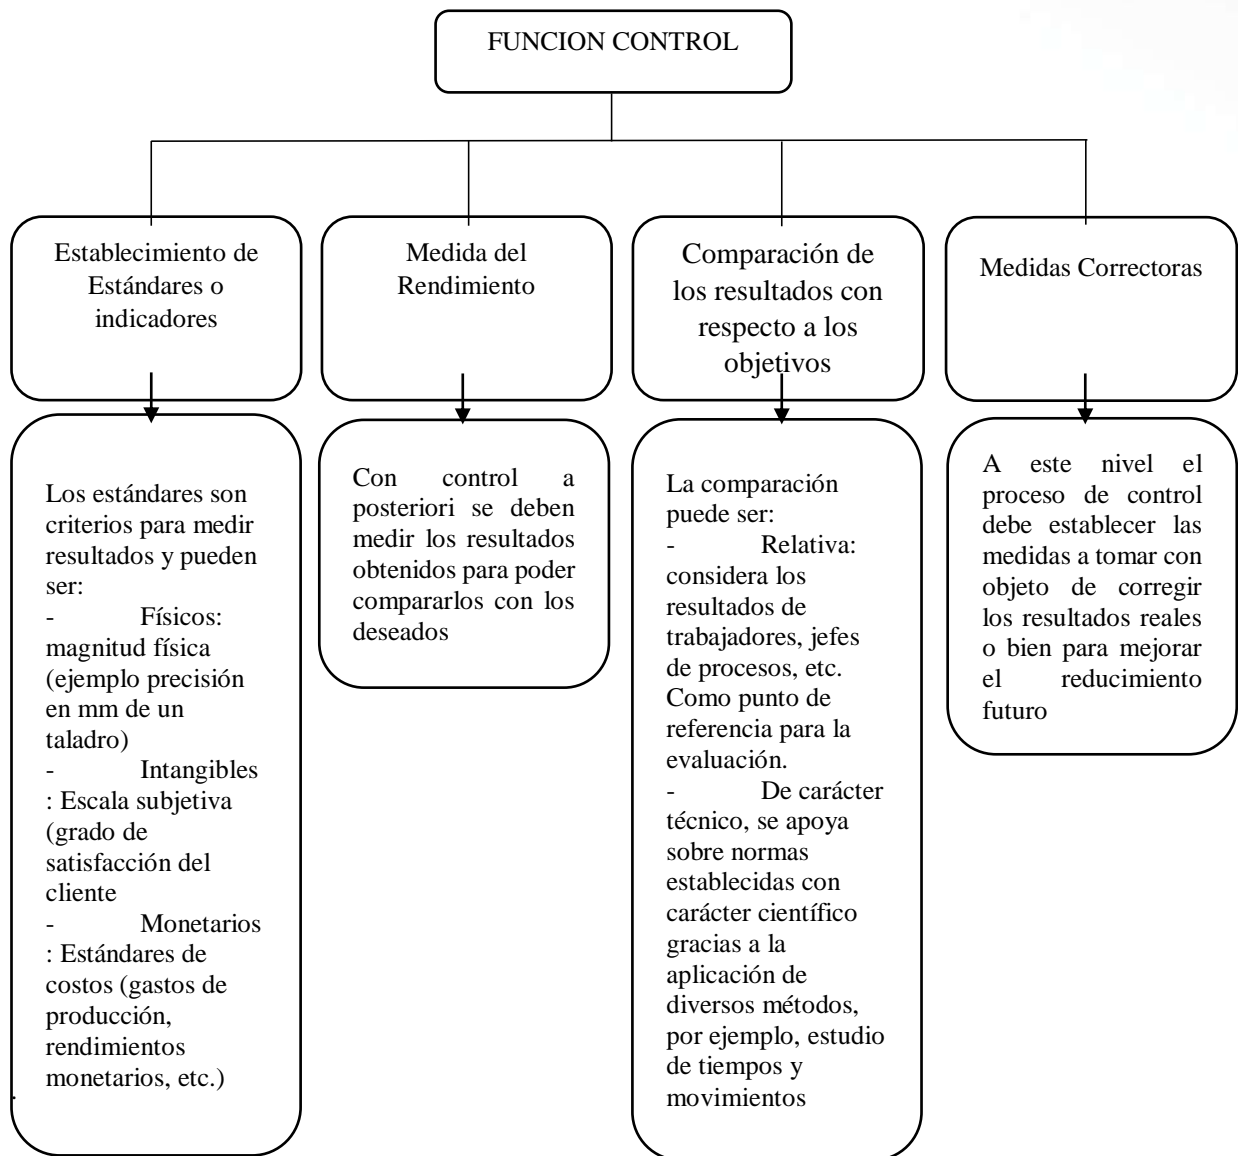 FUNCION CONTROL
Establecimiento de
Estándares o
indicadores
Medida del
Rendimiento
Comparación de
los resultados con
respecto a los
objetivos
Medidas Correctoras
Los estándares son
criterios para medir
resultados y pueden
ser:
- Físicos:
magnitud física
(ejemplo precisión
en mm de un
taladro)
- Intangibles
: Escala subjetiva
(grado de
satisfacción del
cliente
- Monetarios
: Estándares de
costos (gastos de
producción,
rendimientos
monetarios, etc.)
.
Con control a
posteriori se deben
medir los resultados
obtenidos para poder
compararlos con los
deseados
La comparación
puede ser:
- Relativa:
considera los
resultados de
trabajadores, jefes
de procesos, etc.
Como punto de
referencia para la
evaluación.
- De carácter
técnico, se apoya
sobre normas
establecidas con
carácter científico
gracias a la
aplicación de
diversos métodos,
por ejemplo, estudio
de tiempos y
movimientos
A este nivel el
proceso de control
debe establecer las
medidas a tomar con
objeto de corregir
los resultados reales
o bien para mejorar
el reducimiento
futuro